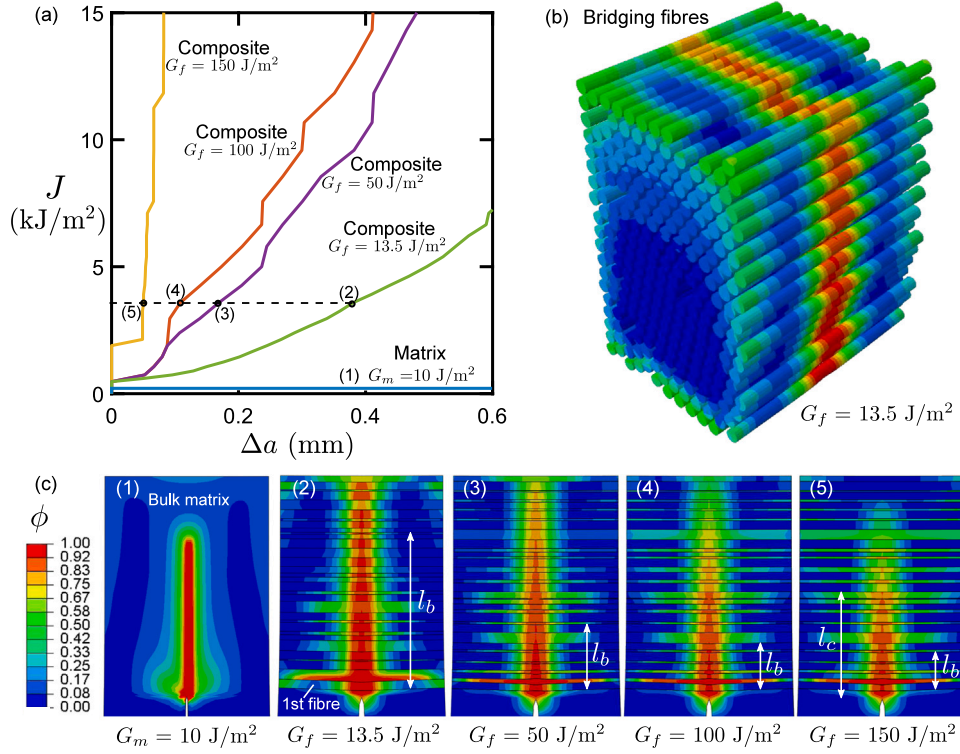 (a)
15
10
5
0
J
(kJ/m²)
0
0.2
0.4
0.6
Δa (mm)
Composite
G_f = 150 J/m²
Composite
G_f = 100 J/m²
Composite
G_f = 50 J/m²
Composite
G_f = 13.5 J/m²
(5)
(4)
(3)
(2)
Matrix
(1) G_m =10 J/m²
(b) Bridging fibres
G_f = 13.5 J/m²
(c)
ϕ
1.00
0.92
0.83
0.75
0.67
0.58
0.50
0.42
0.33
0.25
0.17
0.08
0.00
(1)
Bulk matrix
G_m = 10 J/m²
(2)
l_b
1st fibre
G_f = 13.5 J/m²
(3)
l_b
G_f = 50 J/m²
(4)
l_b
G_f = 100 J/m²
(5)
l_c
l_b
G_f = 150 J/m²